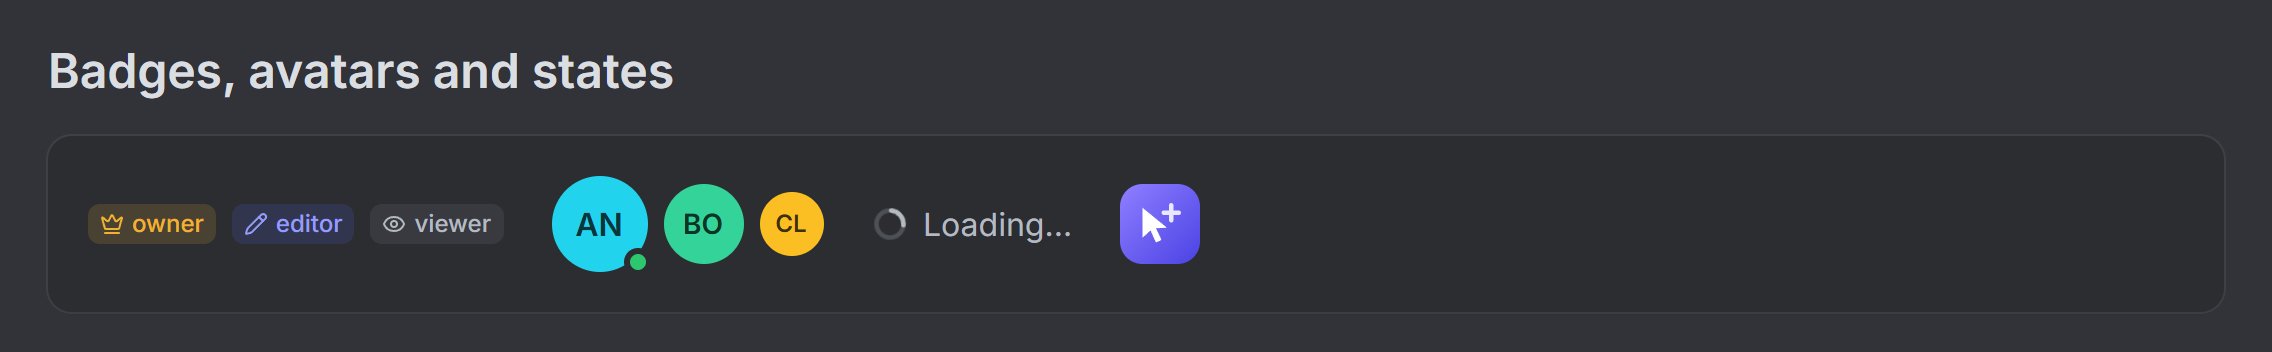 Badges, avatars and states
owner editor viewer AN BO CL Loading...